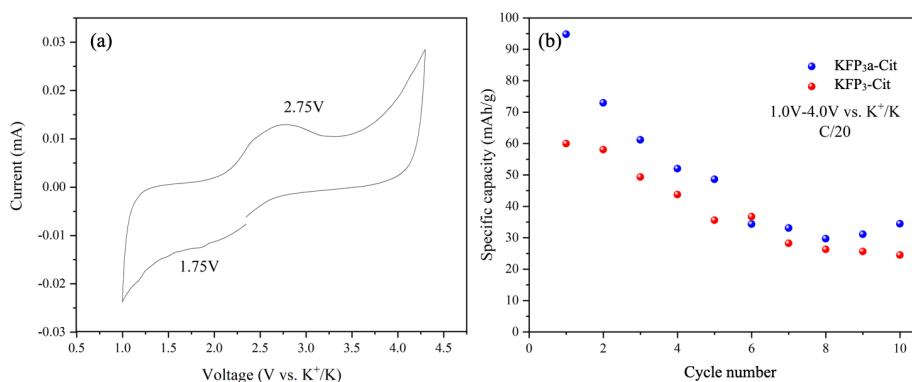 (a)
2.75V
1.75V
0.03
0.02
0.01
0.00
-0.01
-0.02
-0.03
Current (mA)
0.5
1.0
1.5
2.0
2.5
3.0
3.5
4.0
4.5
Voltage (V vs. K⁺/K)
(b)
KFP₃a-Cit
KFP₃-Cit
1.0V-4.0V vs. K⁺/K
C/20
100
90
80
70
60
50
40
30
20
10
0
Specific capacity (mAh/g)
2
4
6
8
10
Cycle number